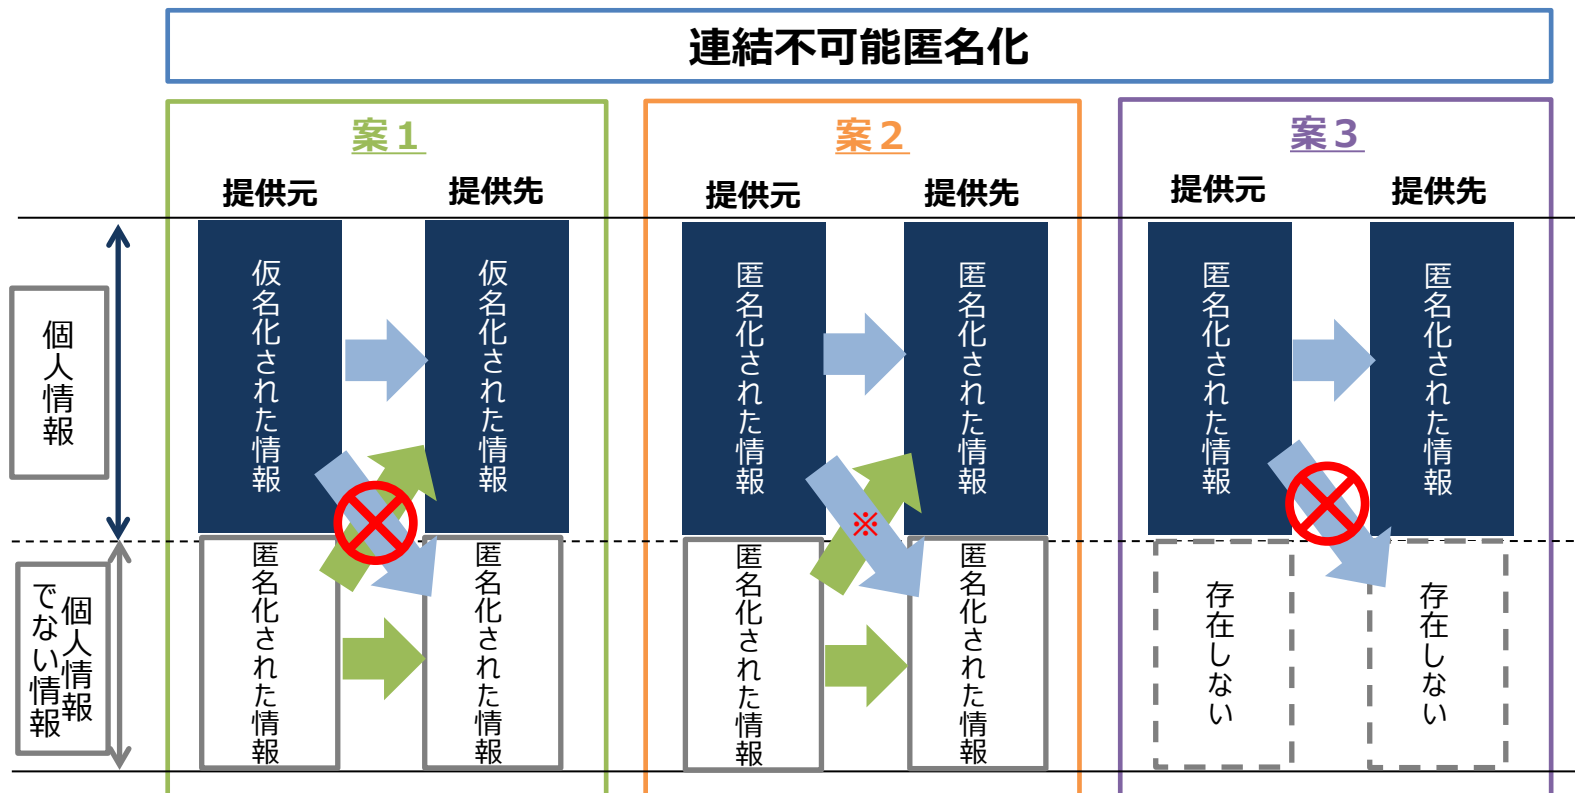 連結不可能匿名化
案1
提供元
提供先
仮名化された情報
仮名化された情報
匿名化された情報
匿名化された情報
案2
提供元
提供先
匿名化された情報
匿名化された情報
※
匿名化された情報
匿名化された情報
案3
提供元
提供先
匿名化された情報
匿名化された情報
存在しない
存在しない
個人情報
個人情報
でない情報